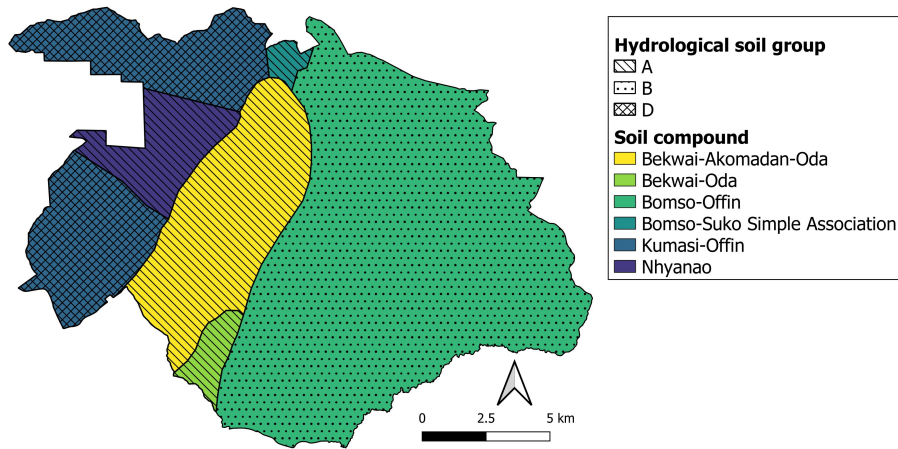 Hydrological soil group
A
B
D
Soil compound
Bekwai-Akomadan-Oda
Bekwai-Oda
Bomso-Offin
Bomso-Suko Simple Association
Kumasi-Offin
Nhyanao
0 2.5 5 km